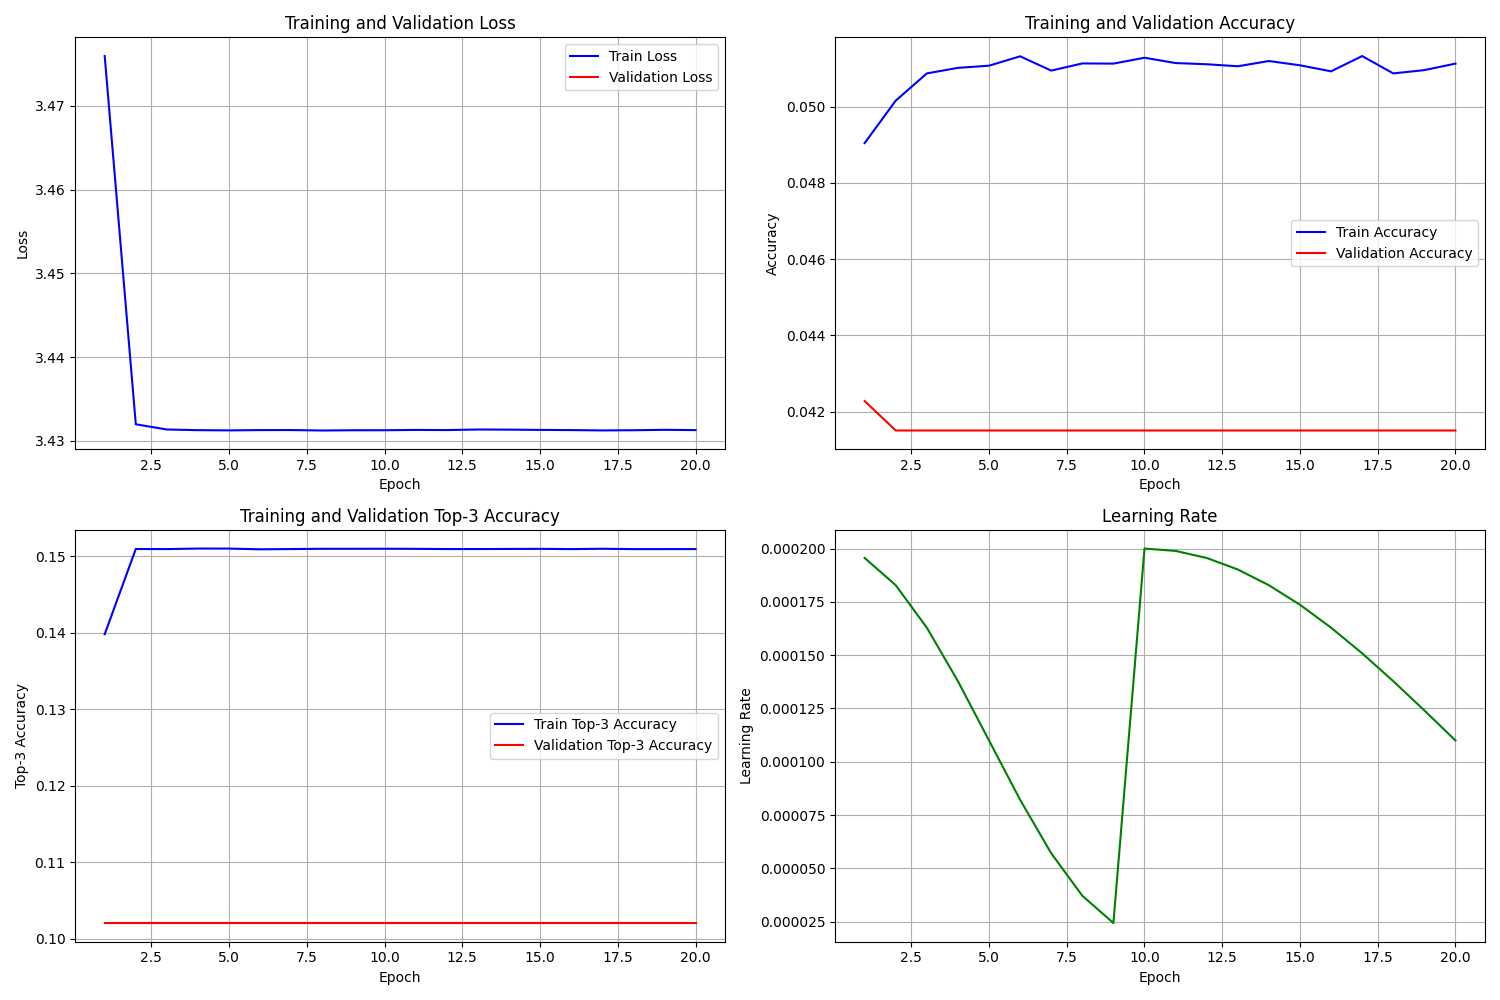 Training and Validation Loss
Train Loss
Validation Loss
3.47
3.46
3.45
3.44
3.43
Loss
2.5 5.0 7.5 10.0 12.5 15.0 17.5 20.0
Epoch
Training and Validation Accuracy
Train Accuracy
Validation Accuracy
0.050
0.048
0.046
0.044
0.042
Accuracy
2.5 5.0 7.5 10.0 12.5 15.0 17.5 20.0
Epoch
Training and Validation Top-3 Accuracy
Train Top-3 Accuracy
Validation Top-3 Accuracy
0.15
0.14
0.13
0.12
0.11
0.10
Top-3 Accuracy
2.5 5.0 7.5 10.0 12.5 15.0 17.5 20.0
Epoch
Learning Rate
0.000200
0.000175
0.000150
0.000125
0.000100
0.000075
0.000050
0.000025
Learning Rate
2.5 5.0 7.5 10.0 12.5 15.0 17.5 20.0
Epoch